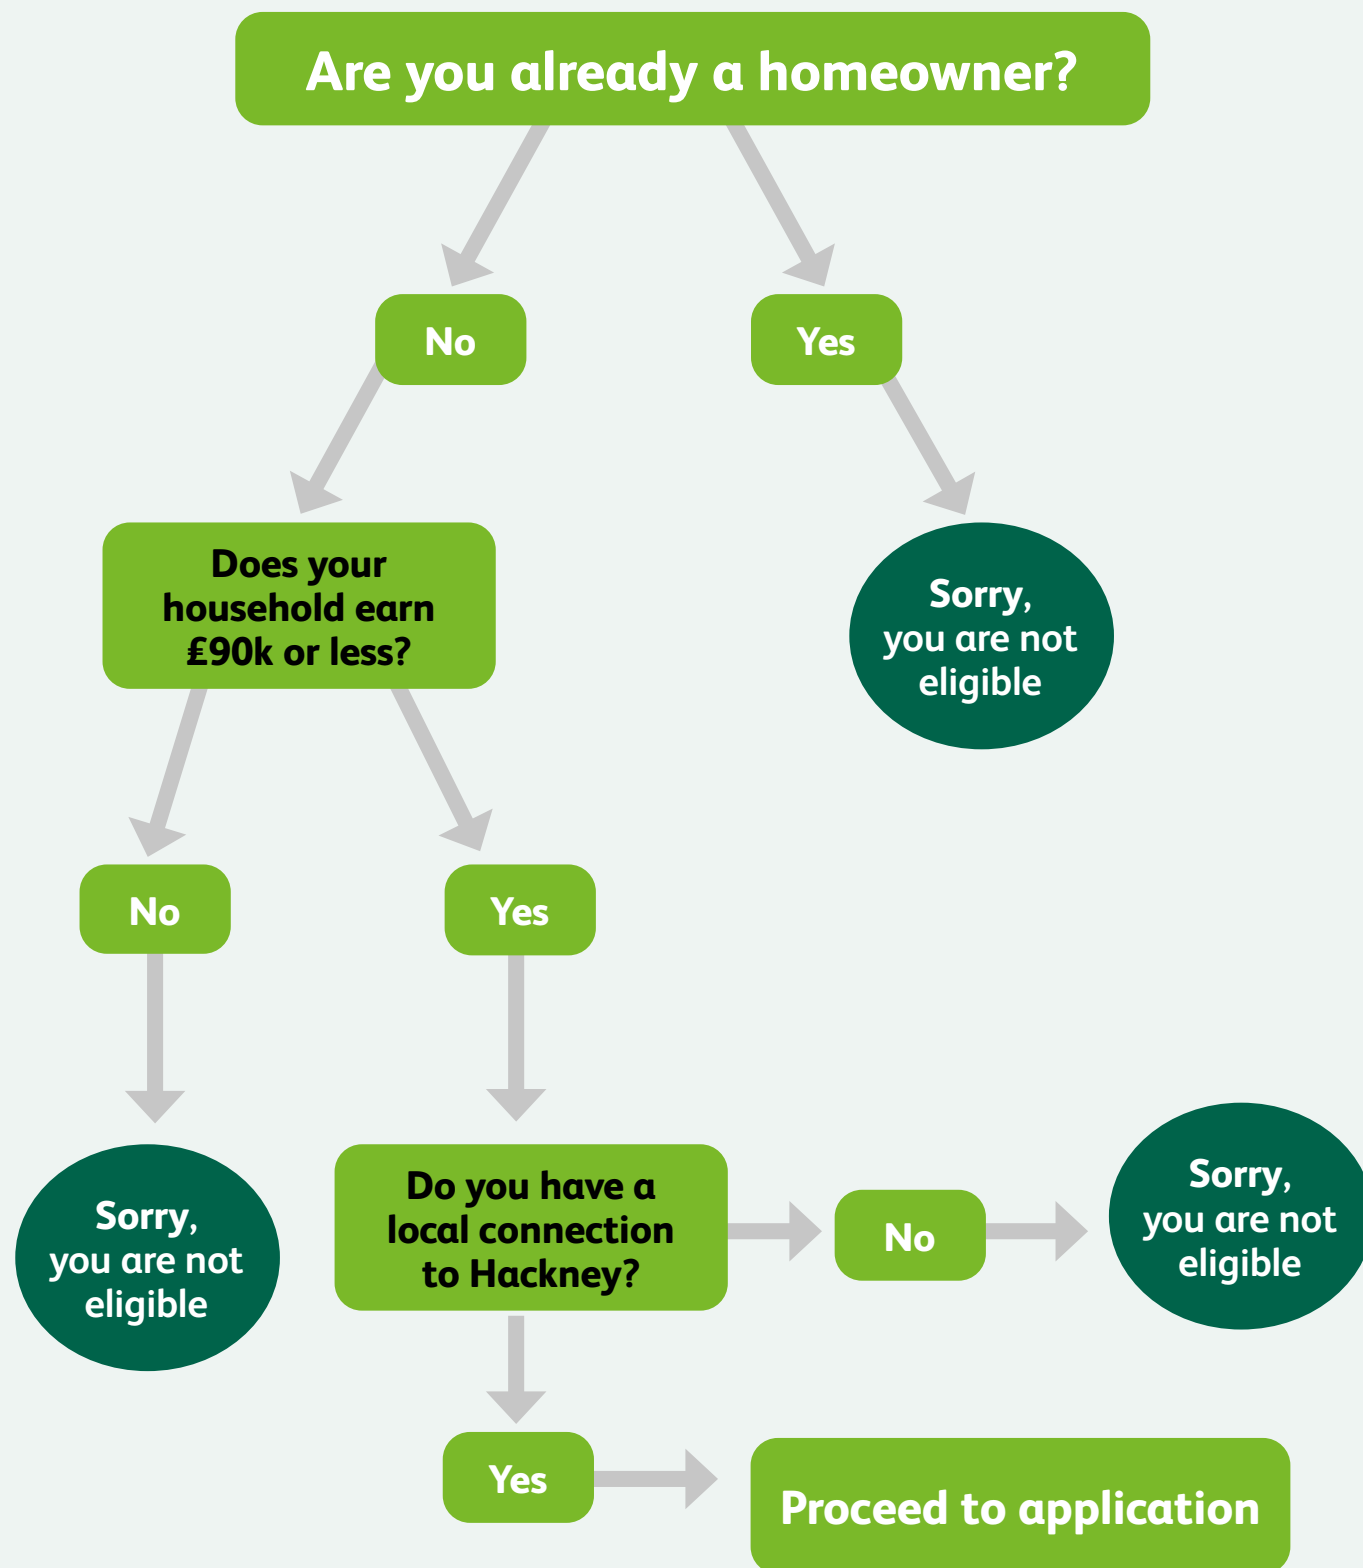 Are you already a homeowner?
No
Yes
Does your
household earn
£90k or less?
Sorry,
you are not
eligible
No
Yes
Sorry,
you are not
eligible
Do you have a
local connection
to Hackney?
No
Sorry,
you are not
eligible
Yes
Proceed to application